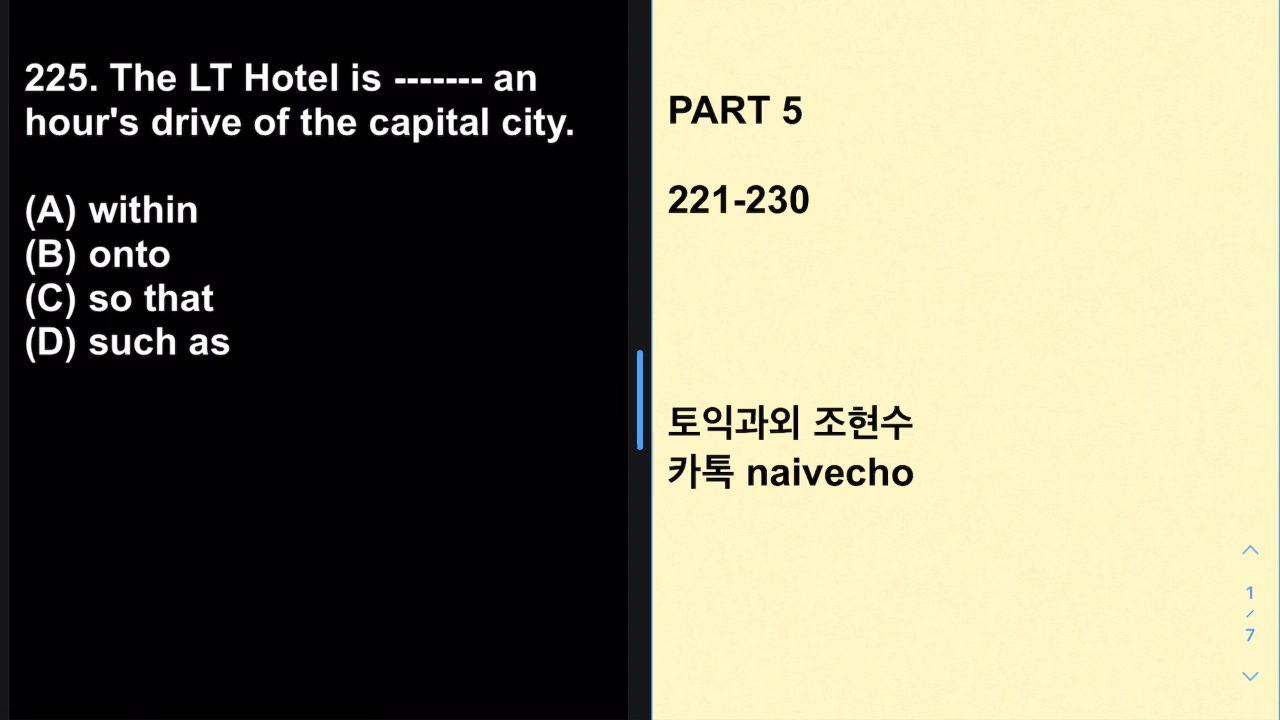 225. The LT Hotel is ------- an
hour's drive of the capital city.
(A) within
(B) onto
(C) so that
(D) such as
PART 5
221-230
토익과외 조현수
카톡 naivecho
1
/
7